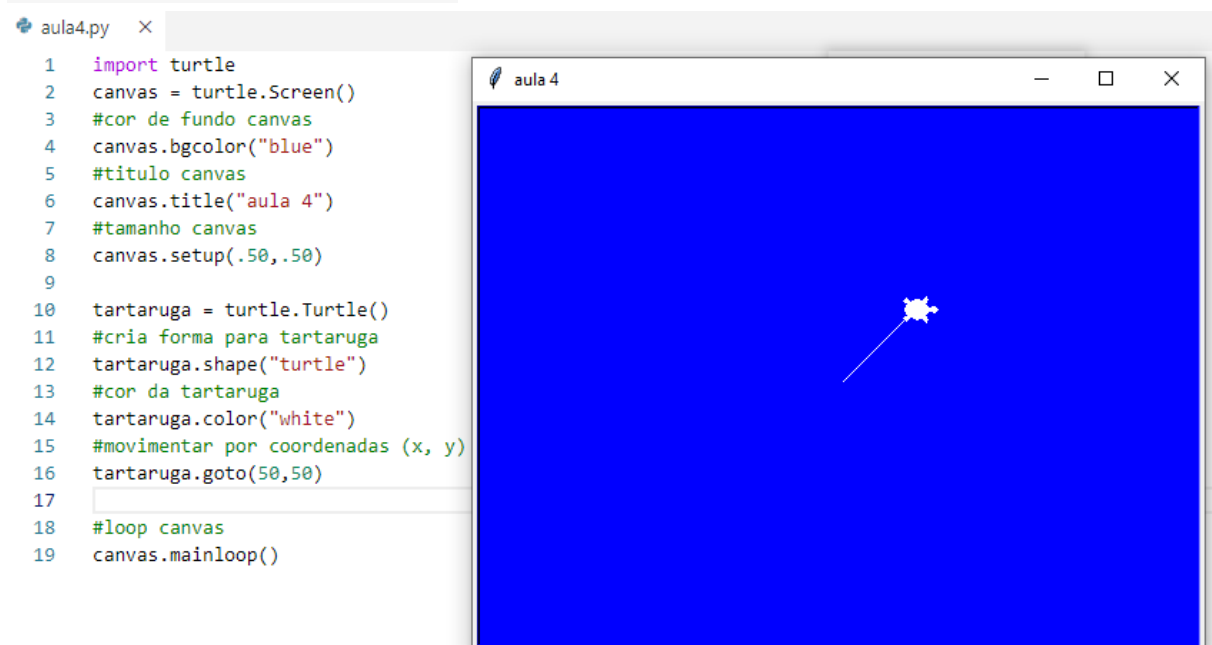 aula4.py
1 import turtle
2 canvas = turtle.Screen()
3 #cor de fundo canvas
4 canvas.bgcolor("blue")
5 #titulo canvas
6 canvas.title("aula 4")
7 #tamanho canvas
8 canvas.setup(.50,.50)
9
10 tartaruga = turtle.Turtle()
11 #cria forma para tartaruga
12 tartaruga.shape("turtle")
13 #cor da tartaruga
14 tartaruga.color("white")
15 #movimentar por coordenadas (x, y)
16 tartaruga.goto(50,50)
17
18 #loop canvas
19 canvas.mainloop()
aula 4